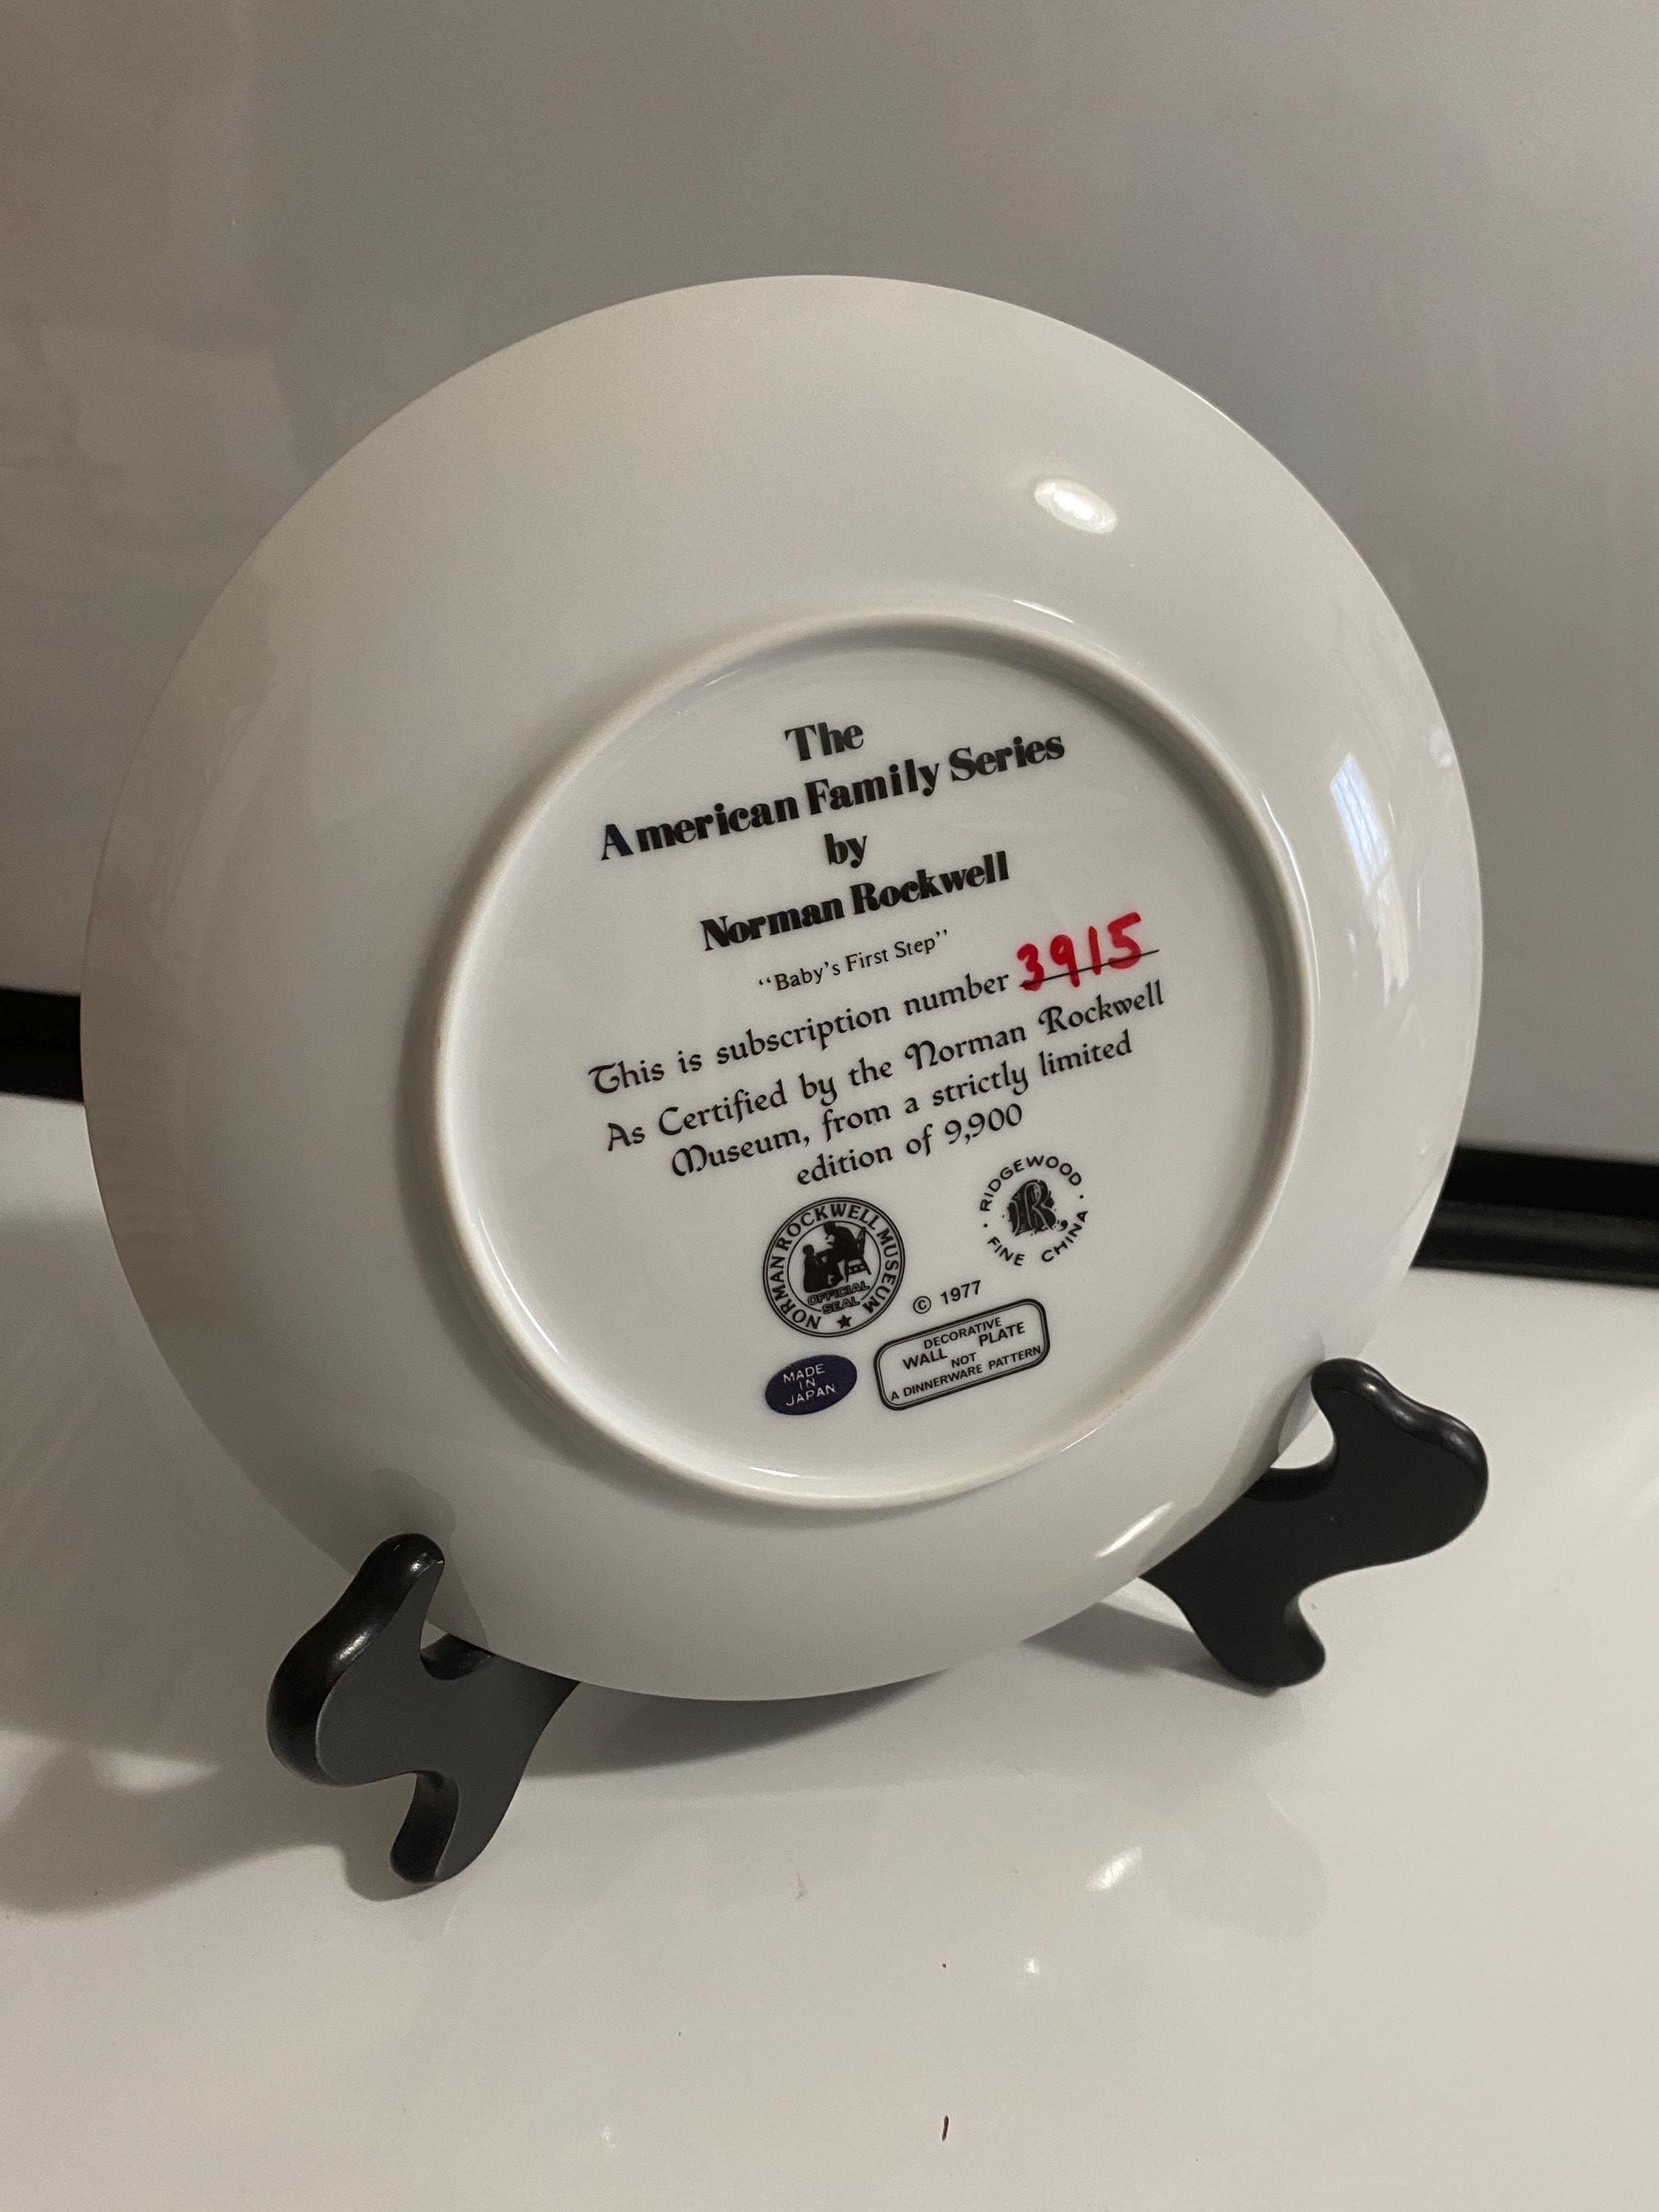 The
American Family Series
by
Norman Rockwell
"Baby's First Step"
This is subscription number 3915
As Certified by the Norman Rockwell
Museum, from a strictly limited
edition of 9,900
NORMAN ROCKWELL MUSEUM ★
OFFICIAL
SEAL
· RIDGEWOOD ·
R
FINE CHINA
© 1977
MADE
IN
JAPAN
DECORATIVE
WALL PLATE
NOT
A DINNERWARE PATTERN